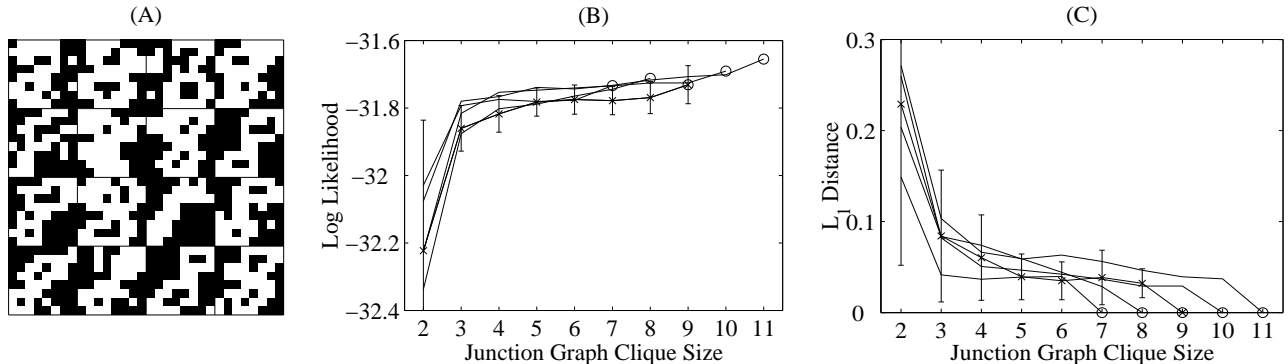 (A)
(B)
(C)
−31.6
−31.8
−32
−32.2
−32.4
Log Likelihood
2 3 4 5 6 7 8 9 10 11
Junction Graph Clique Size
0.3
0.2
0.1
0
L1 Distance
2 3 4 5 6 7 8 9 10 11
Junction Graph Clique Size